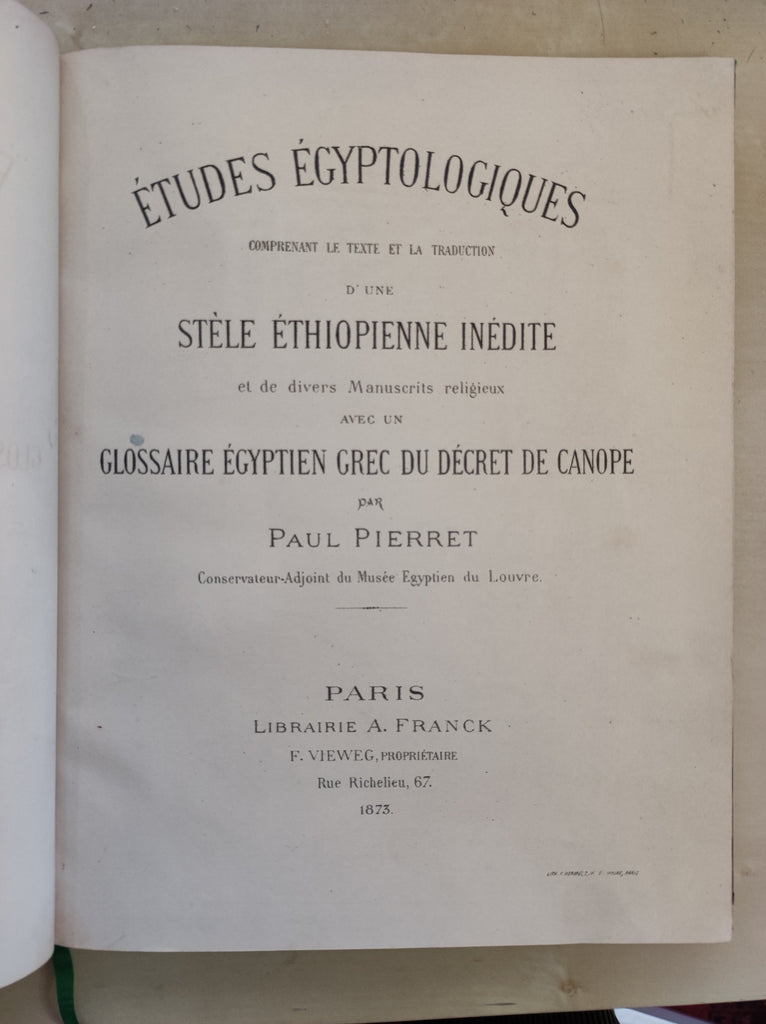 ÉTUDES ÉGYPTOLOGIQUES
COMPRENANT LE TEXTE ET LA TRADUCTION
D'UNE
STÈLE ÉTHIOPIENNE INÉDITE
et de divers Manuscrits religieux
AVEC UN
GLOSSAIRE ÉGYPTIEN GREC DU DÉCRET DE CANOPE
PAR
PAUL PIERRET
Conservateur-Adjoint du Musée Egyptien du Louvre.
PARIS
LIBRAIRIE A. FRANCK
F. VIEWEG, PROPRIÉTAIRE
Rue Richelieu, 67.
1873.